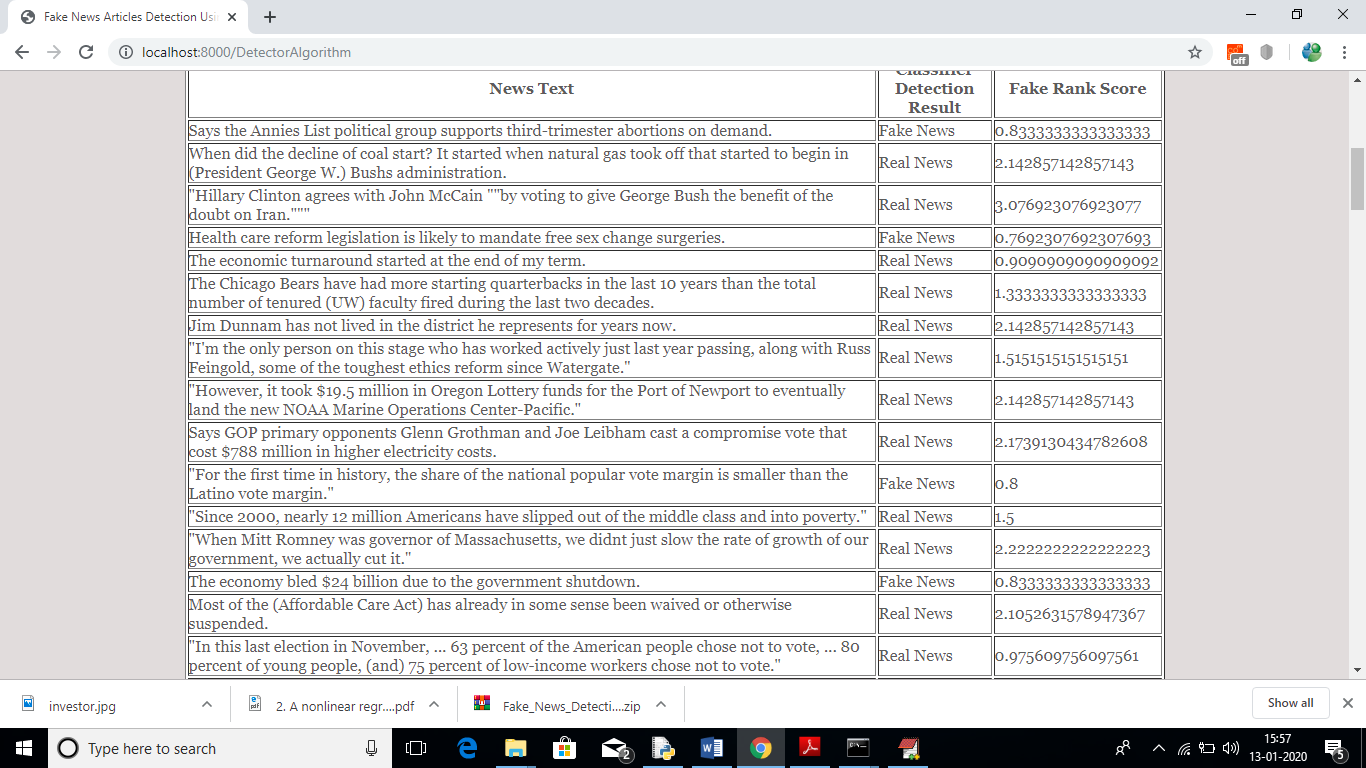 Fake News Articles Detection Usi
localhost:8000/DetectorAlgorithm
off
News Text
Classifier
Detection
Result
Fake Rank Score
Says the Annies List political group supports third-trimester abortions on demand.
Fake News
0.8333333333333333
When did the decline of coal start? It started when natural gas took off that started to begin in
(President George W.) Bushs administration.
Real News
2.142857142857143
"Hillary Clinton agrees with John McCain ""by voting to give George Bush the benefit of the
doubt on Iran."""
Real News
3.076923076923077
Health care reform legislation is likely to mandate free sex change surgeries.
Fake News
0.7692307692307693
The economic turnaround started at the end of my term.
Real News
0.9090909090909092
The Chicago Bears have had more starting quarterbacks in the last 10 years than the total
number of tenured (UW) faculty fired during the last two decades.
Real News
1.3333333333333333
Jim Dunnam has not lived in the district he represents for years now.
Real News
2.142857142857143
"I'm the only person on this stage who has worked actively just last year passing, along with Russ
Feingold, some of the toughest ethics reform since Watergate."
Real News
1.5151515151515151
"However, it took $19.5 million in Oregon Lottery funds for the Port of Newport to eventually
land the new NOAA Marine Operations Center-Pacific."
Real News
2.142857142857143
Says GOP primary opponents Glenn Grothman and Joe Leibham cast a compromise vote that
cost $788 million in higher electricity costs.
Real News
2.1739130434782608
"For the first time in history, the share of the national popular vote margin is smaller than the
Latino vote margin."
Fake News
0.8
"Since 2000, nearly 12 million Americans have slipped out of the middle class and into poverty."
Real News
1.5
"When Mitt Romney was governor of Massachusetts, we didnt just slow the rate of growth of our
government, we actually cut it."
Real News
2.2222222222222223
The economy bled $24 billion due to the government shutdown.
Fake News
0.8333333333333333
Most of the (Affordable Care Act) has already in some sense been waived or otherwise
suspended.
Real News
2.1052631578947367
"In this last election in November, ... 63 percent of the American people chose not to vote, ... 80
percent of young people, (and) 75 percent of low-income workers chose not to vote."
Real News
0.975609756097561
investor.jpg
2. A nonlinear regr....pdf
Fake_News_Detecti....zip
Show all
Type here to search
2
15:57
13-01-2020
5